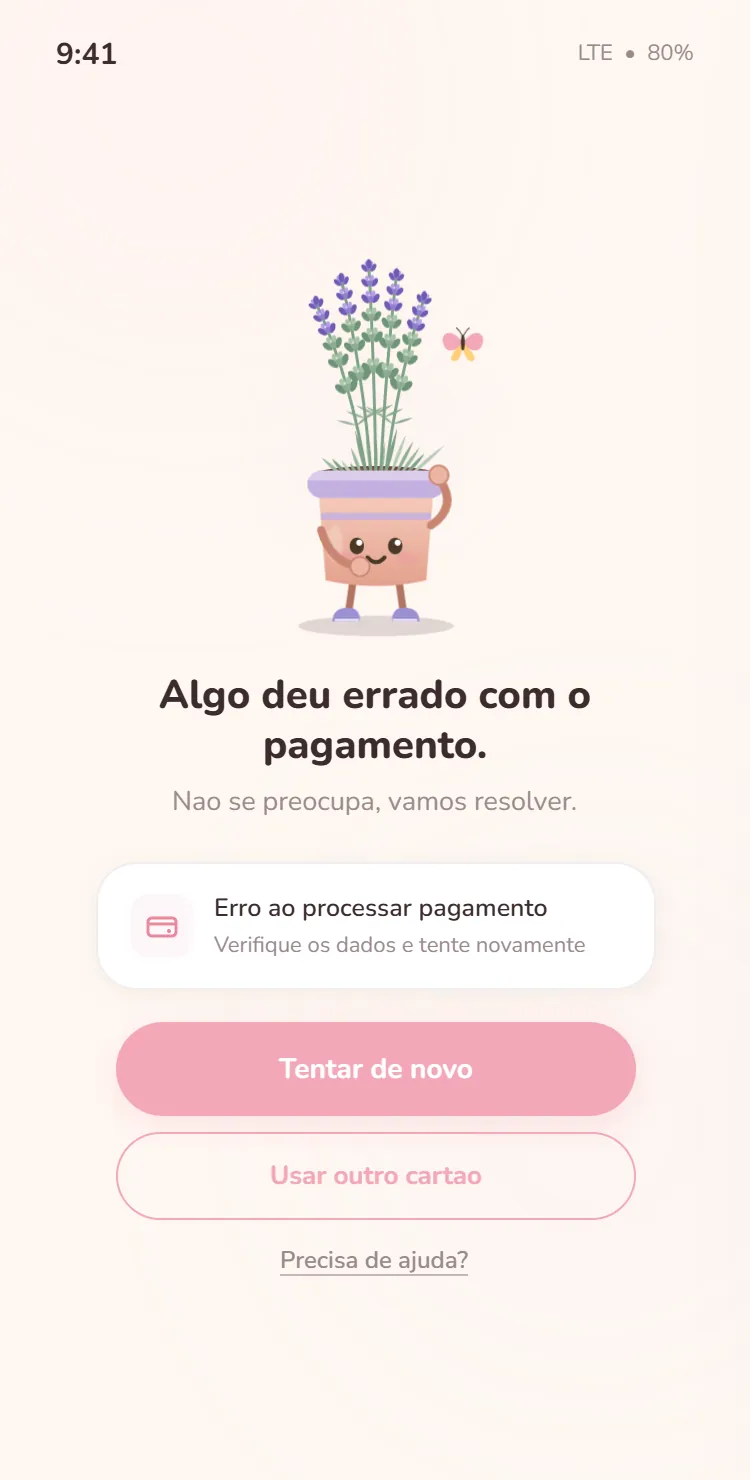 9:41
LTE • 80%
Algo deu errado com o
pagamento.
Nao se preocupa, vamos resolver.
Erro ao processar pagamento
Verifique os dados e tente novamente
Tentar de novo
Usar outro cartao
Precisa de ajuda?